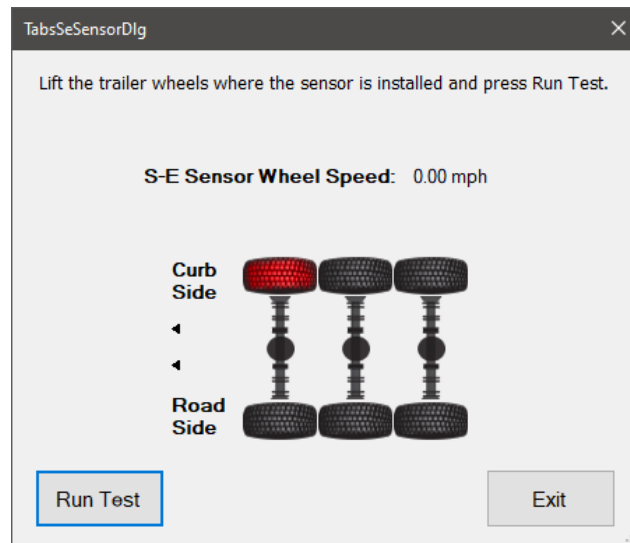 TabsSeSensorDlg
Lift the trailer wheels where the sensor is installed and press Run Test.
S-E Sensor Wheel Speed: 0.00 mph
Curb
Side
Road
Side
Run Test
Exit